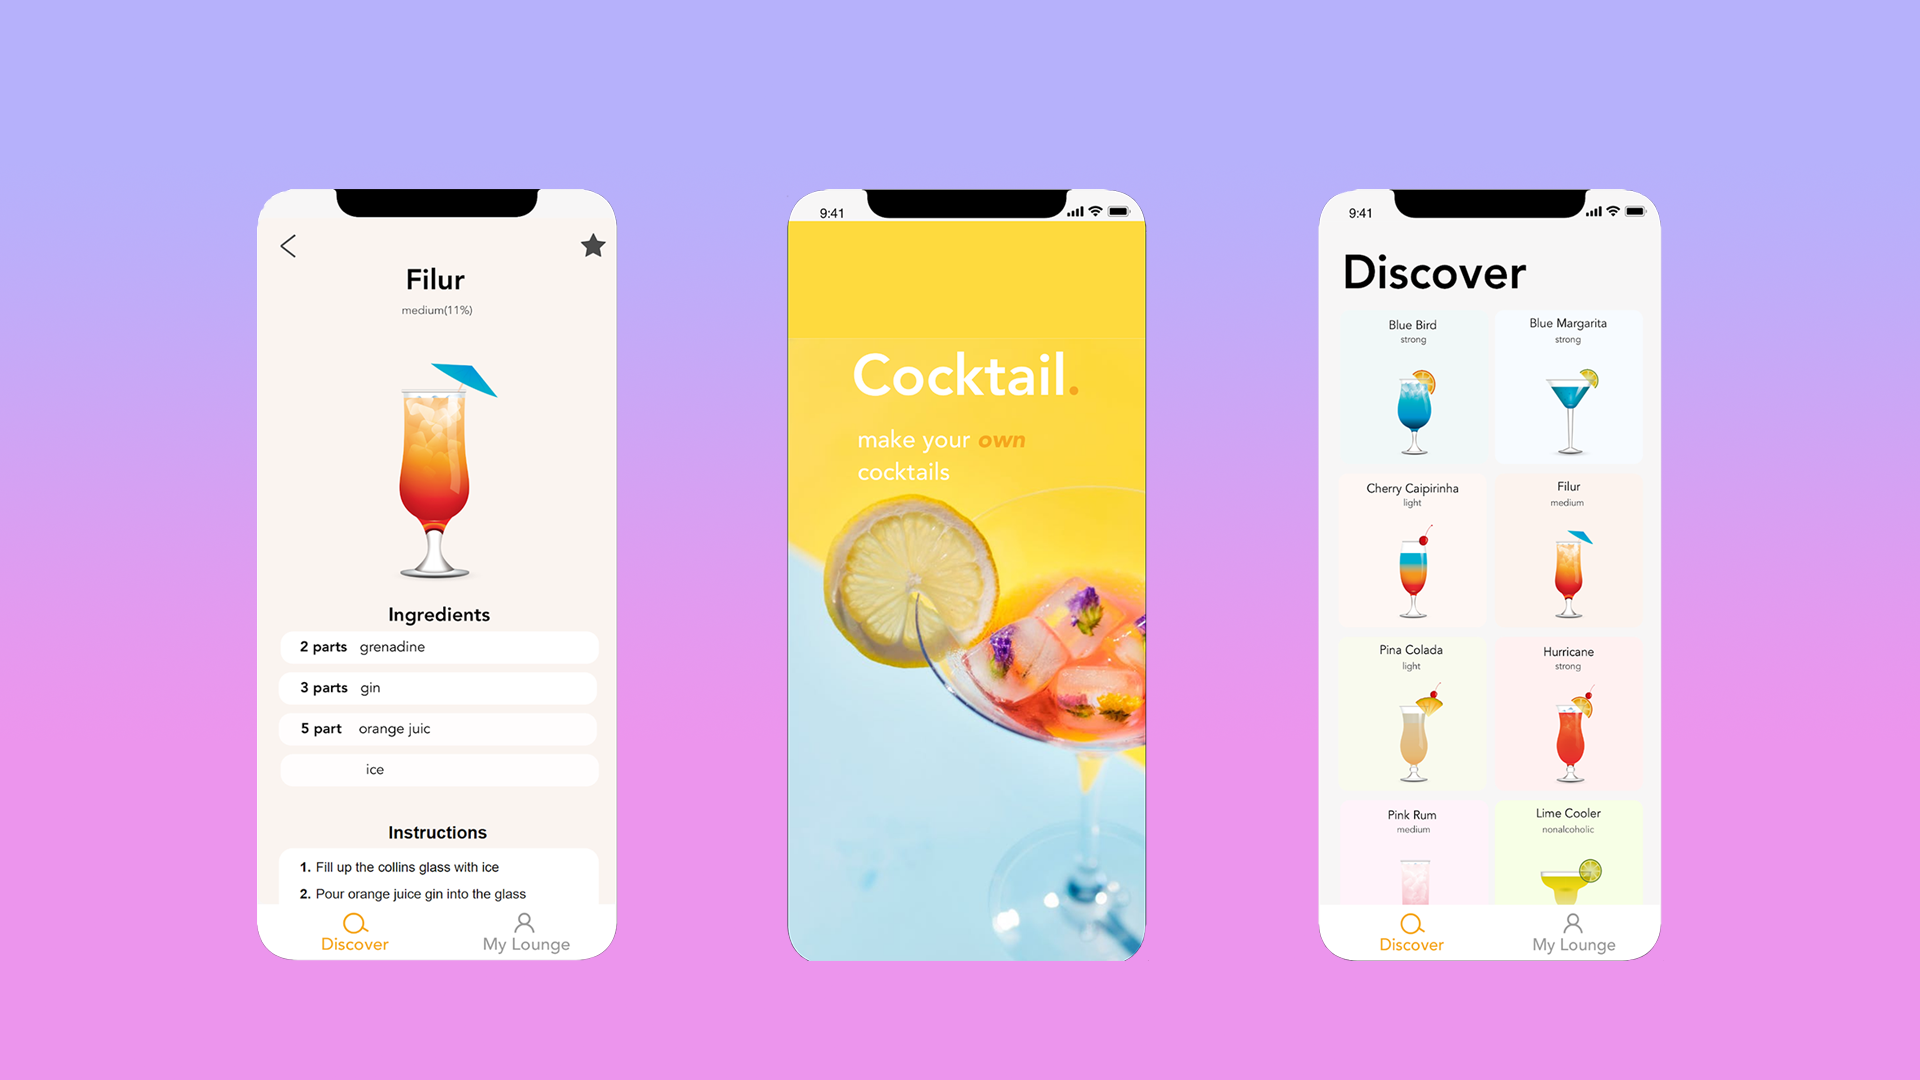 Filur
medium(11%)
Ingredients
2 parts grenadine
3 parts gin
5 part orange juic
ice
Instructions
1. Fill up the collins glass with ice
2. Pour orange juice gin into the glass
Discover My Lounge
9:41
Cocktail.
make your own
cocktails
9:41
Discover
Blue Bird
strong
Blue Margarita
strong
Cherry Caipirinha
light
Filur
medium
Pina Colada
light
Hurricane
strong
Pink Rum
medium
Lime Cooler
nonalcoholic
Discover My Lounge